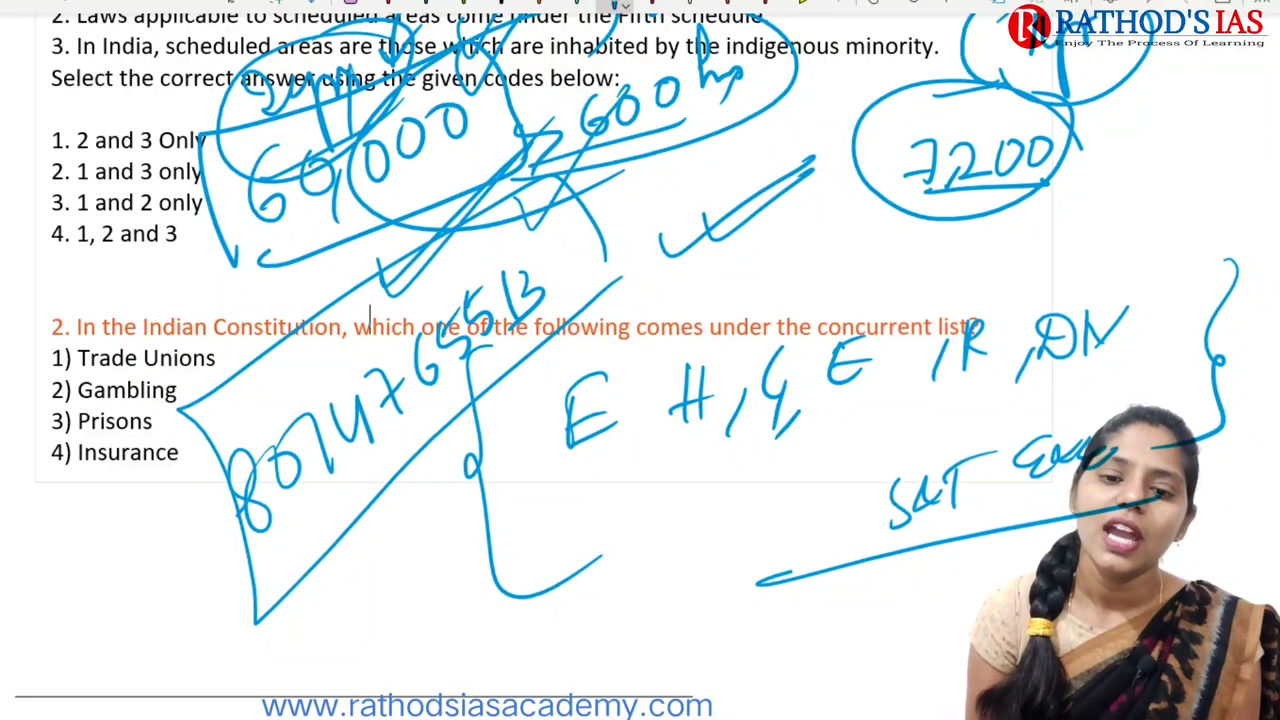 2. Laws applicable to scheduled areas come under the Fifth schedule
RATHOD'S IAS
Enjoy The Process Of Learning
3. In India, scheduled areas are those which are inhabited by the indigenous minority.
Select the correct answer using the given codes below:
60,000
7600
7,200
1. 2 and 3 Only
2. 1 and 3 only
3. 1 and 2 only
4. 1, 2 and 3
2. In the Indian Constitution, which one of the following comes under the concurrent list?
1) Trade Unions
2) Gambling
3) Prisons
4) Insurance
E H, G, E , R , DN
S&T
www.rathodsiasacademy.com